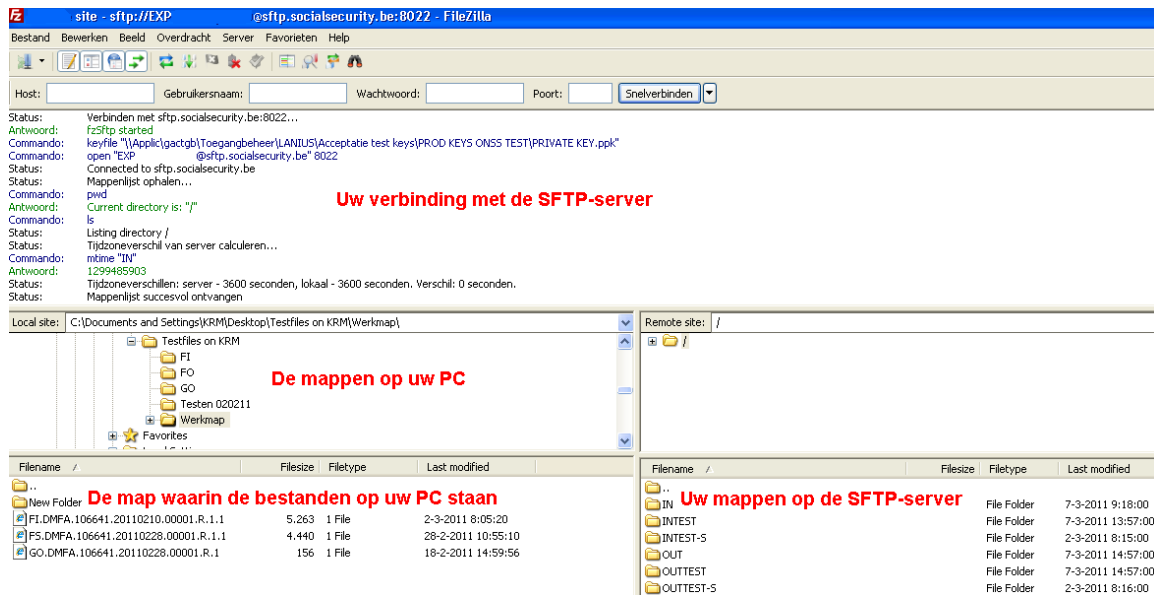 site - sftp://EXP @sftp.socialsecurity.be:8022 - FileZilla
Bestand Bewerken Beeld Overdracht Server Favorieten Help
Host: Gebruikersnaam: Wachtwoord: Poort: Snelverbinden
Status: Verbinden met sftp.socialsecurity.be:8022...
Antwoord: fzSftp started
Commando: keyfile "\\Applic\gactgb\Toegangbeheer\LANIUS\Acceptatie test keys\PROD KEYS ONSS TEST\PRIVATE KEY.ppk"
Commando: open "EXP @sftp.socialsecurity.be" 8022
Status: Connected to sftp.socialsecurity.be
Status: Mappenlijst ophalen...
Commando: pwd
Antwoord: Current directory is: "/"
Commando: ls
Status: Listing directory /
Status: Tijdzoneverschil van server calculeren...
Commando: mtime "IN"
Antwoord: 1299485903
Status: Tijdzoneverschillen: server - 3600 seconden, lokaal - 3600 seconden. Verschil: 0 seconden.
Status: Mappenlijst succesvol ontvangen
Uw verbinding met de SFTP-server
Local site: C:\Documents and Settings\KRM\Desktop\Testfiles on KRM\Werkmap\
Testfiles on KRM
FI
FO
GO
Testen 020211
Werkmap
Favorites
De mappen op uw PC
Remote site: /
/
Filename / Filesize Filetype Last modified
..
New Folder
De map waarin de bestanden op uw PC staan
FI.DMFA.106641.20110210.00001.R.1.1 5.263 1 File 2-3-2011 8:05:20
FS.DMFA.106641.20110228.00001.R.1.1 4.440 1 File 28-2-2011 10:55:10
GO.DMFA.106641.20110228.00001.R.1 156 1 File 18-2-2011 14:59:56
Filename / Filesize Filetype Last modified
..
Uw mappen op de SFTP-server
IN File Folder 7-3-2011 9:18:00
INTEST File Folder 7-3-2011 13:57:00
INTEST-S File Folder 2-3-2011 8:15:00
OUT File Folder 7-3-2011 14:57:00
OUTTEST File Folder 7-3-2011 14:57:00
OUTTEST-S File Folder 2-3-2011 8:16:00